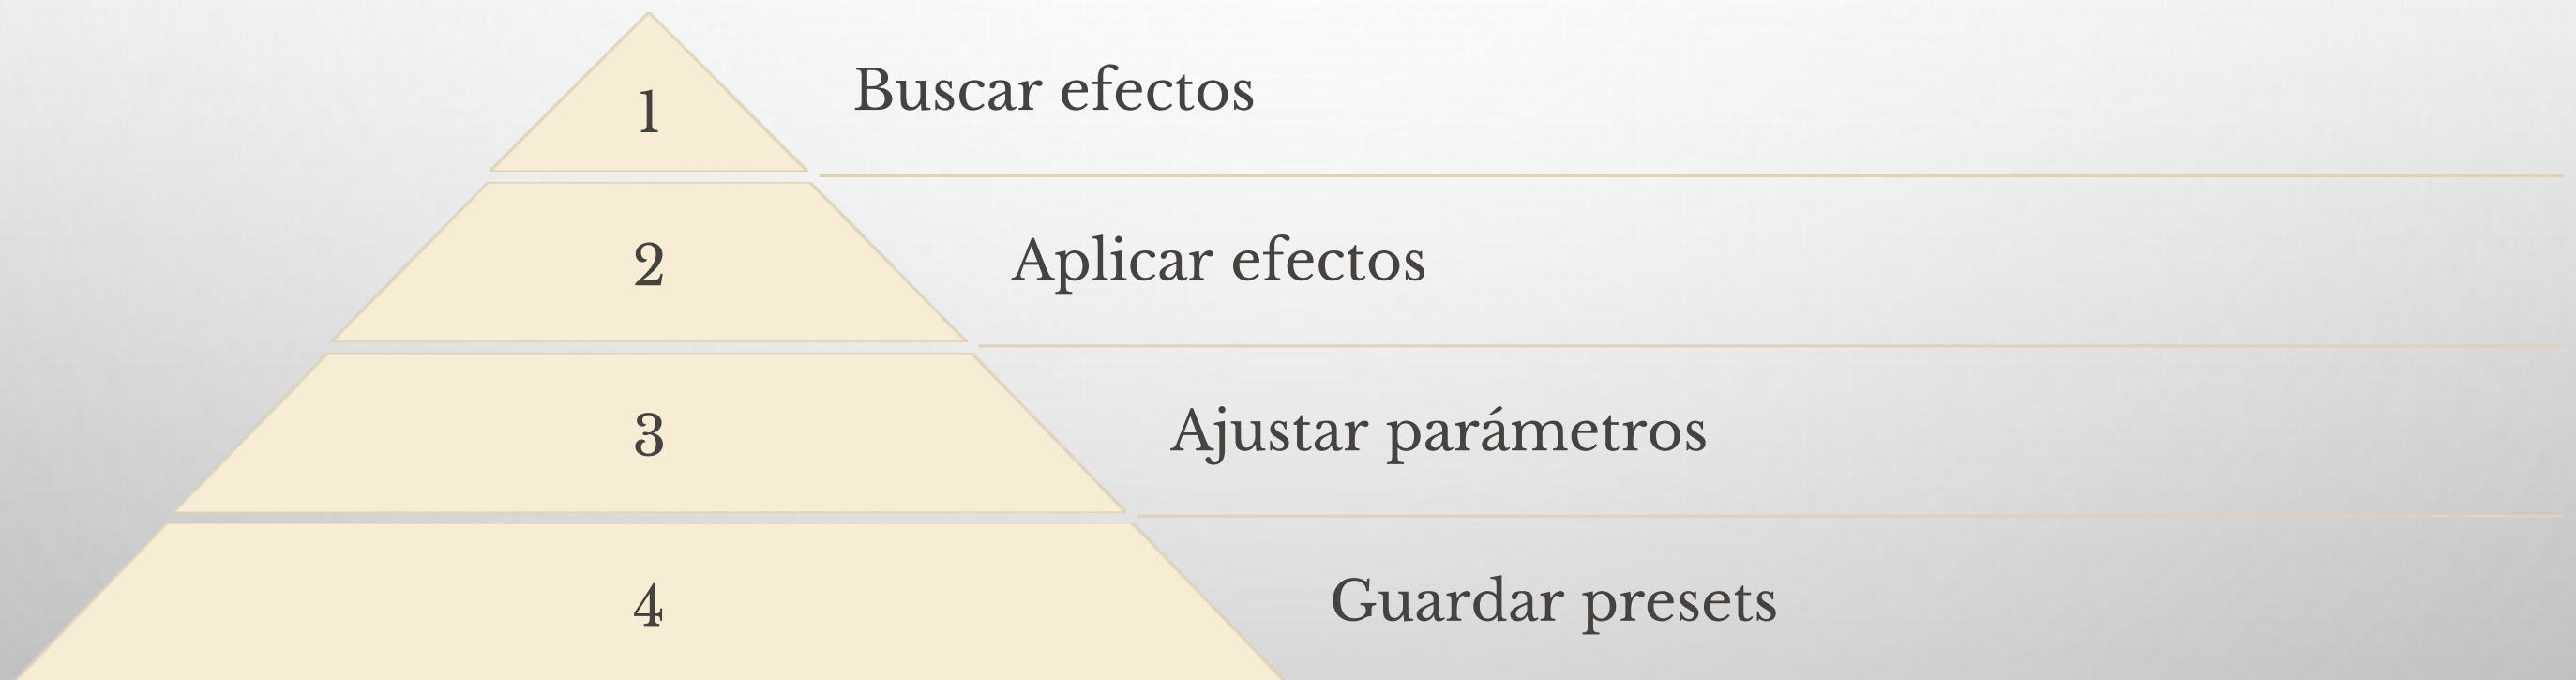 1
Buscar efectos
2
Aplicar efectos
3
Ajustar parámetros
4
Guardar presets